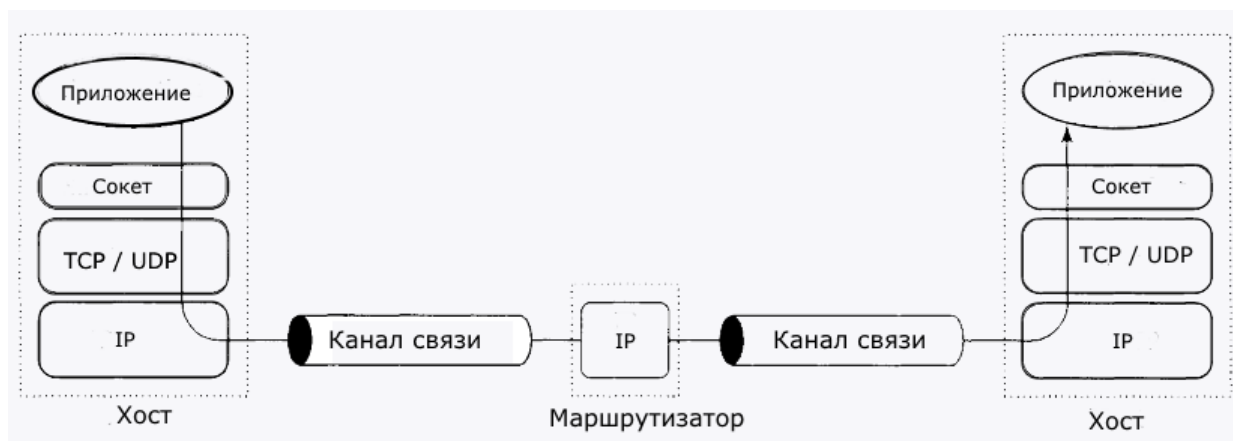 Приложение
Приложение
Сокет
Сокет
TCP / UDP
TCP / UDP
IP
Канал связи
IP
Канал связи
IP
Хост
Маршрутизатор
Хост